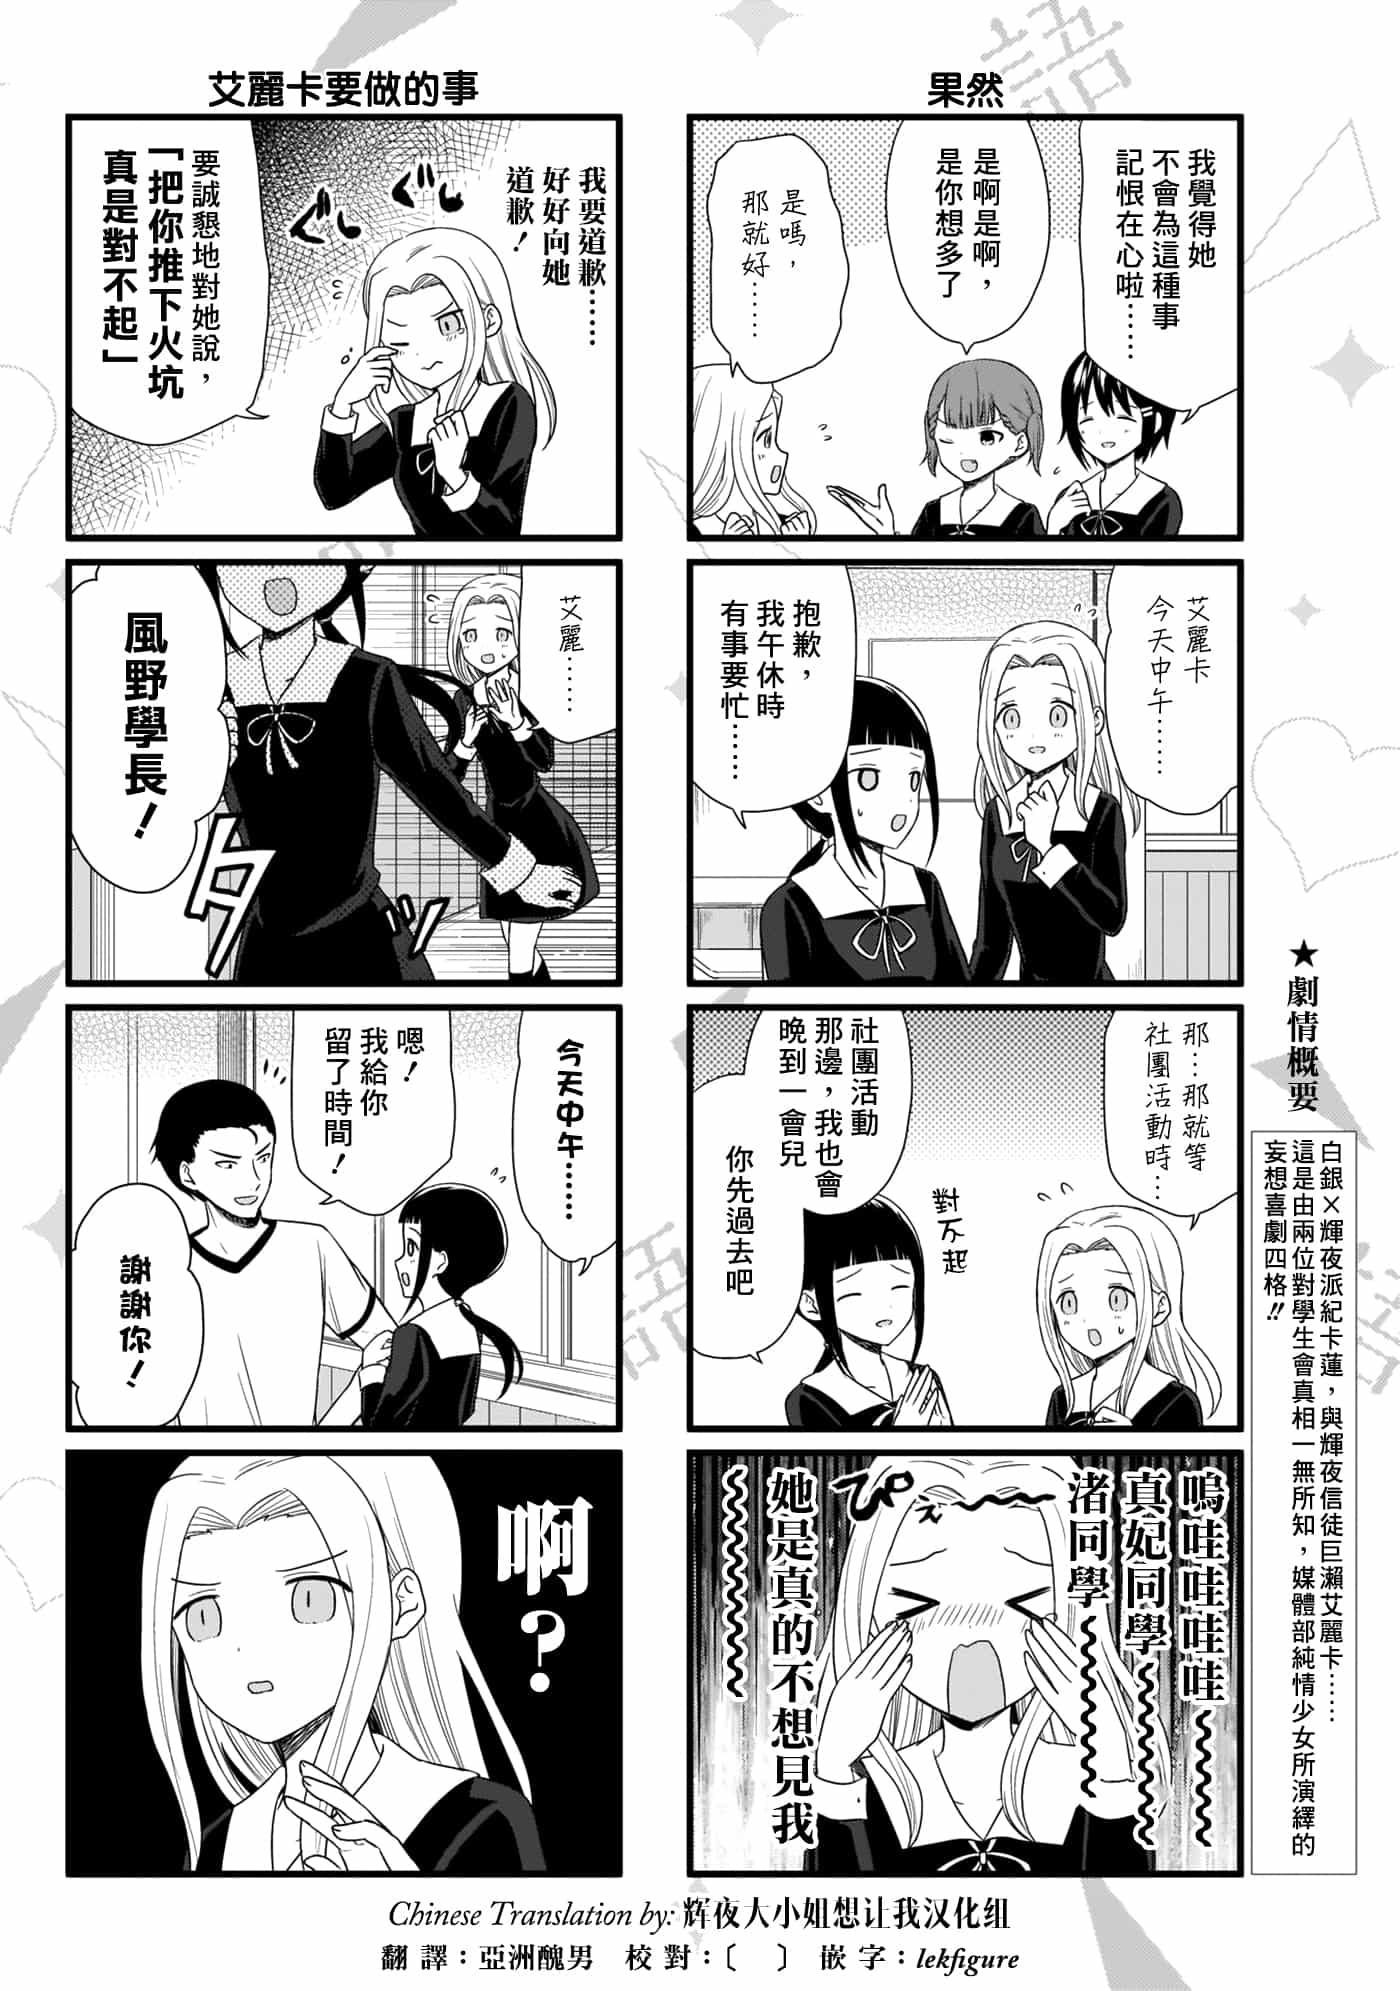 果然
我覺得她
不會為這種事
記恨在心啦……
是啊是啊，
是你想多了
是嗎，
那就好……
艾麗卡
今天中午……
抱歉，
我午休時
有事要忙……
那…那就等
社團活動時…
社團活動
那邊，我也會
晚到一會兒
你先過去吧
對不起
嗚哇哇哇哇
真妃同學
渚同學
ぴえ
她是真的不想見我
艾麗卡要做的事
我要道歉……
好好向她
道歉！
ぐし
ぐし
要誠懇地對她說，
「把你推下火坑
真是對不起」
艾麗……
風野學長！
ダッ
今天中午……
嗯！
我給你
留了時間！
謝謝你！
啊？
★劇情概要
白銀×輝夜派紀卡蓮，與輝夜信徒巨瀨艾麗卡……
這是由兩位對學生會真相一無所知，媒體部純情少女所演繹的
妄想喜劇四格!!
Chinese Translation by: 辉夜大小姐想让我汉化组
翻譯：亞洲醜男 校對：〔 〕 嵌字：lekfigure